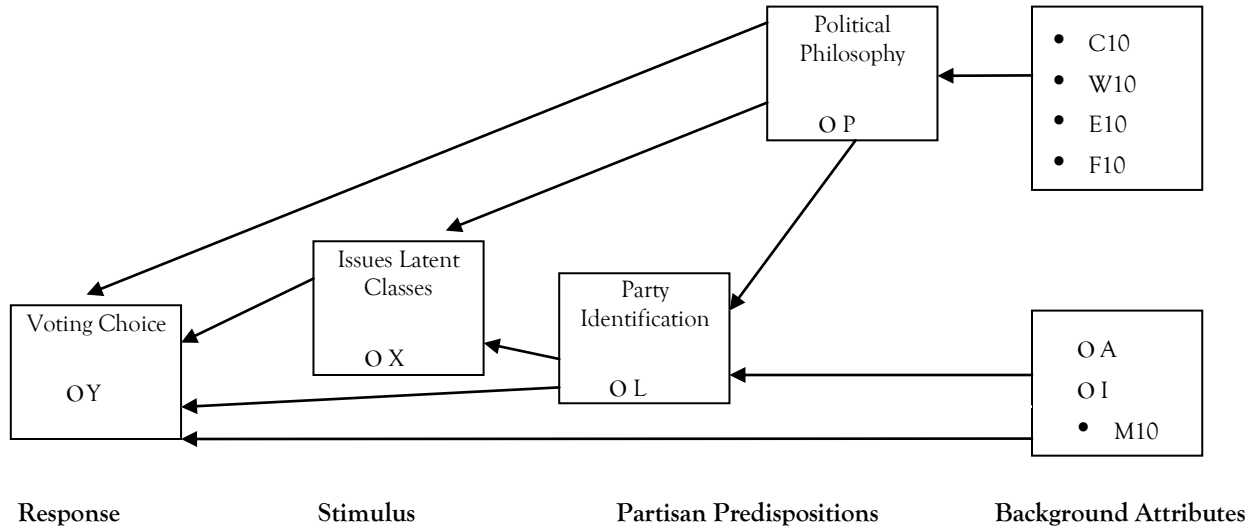 Political
Philosophy
O P
• C10
• W10
• E10
• F10
Issues Latent
Classes
O X
Party
Identification
O L
Voting Choice
O Y
O A
O I
• M10
Response Stimulus Partisan Predispositions Background Attributes